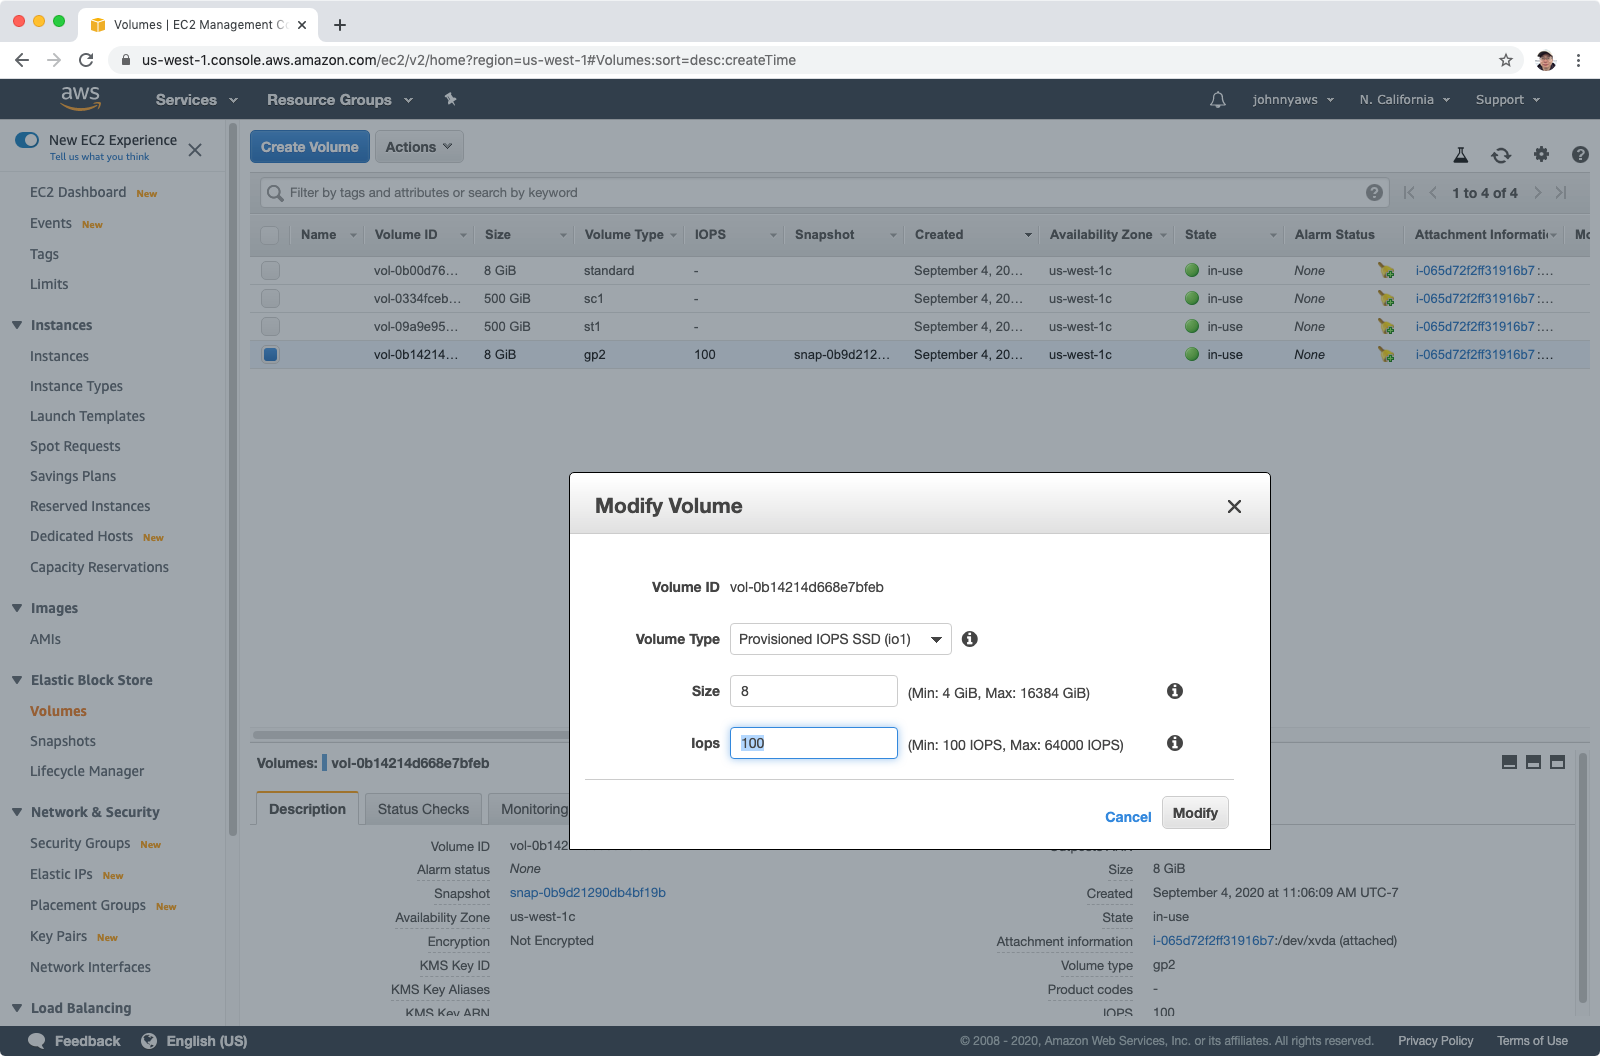 Volumes | EC2 Management Co
us-west-1.console.aws.amazon.com/ec2/v2/home?region=us-west-1#Volumes:sort=desc:createTime
aws Services Resource Groups johnnyaws N. California Support
New EC2 Experience
Tell us what you think
EC2 Dashboard New
Events New
Tags
Limits
Instances
Instances
Instance Types
Launch Templates
Spot Requests
Savings Plans
Reserved Instances
Dedicated Hosts New
Capacity Reservations
Images
AMIs
Elastic Block Store
Volumes
Snapshots
Lifecycle Manager
Network & Security
Security Groups New
Elastic IPs New
Placement Groups New
Key Pairs New
Network Interfaces
Load Balancing
Create Volume Actions
Filter by tags and attributes or search by keyword 1 to 4 of 4
Name Volume ID Size Volume Type IOPS Snapshot Created Availability Zone State Alarm Status Attachment Informati Mo
vol-0b00d76... 8 GiB standard - September 4, 20... us-west-1c in-use None i-065d72f2ff31916b7:...
vol-0334fceb... 500 GiB sc1 - September 4, 20... us-west-1c in-use None i-065d72f2ff31916b7:...
vol-09a9e95... 500 GiB st1 - September 4, 20... us-west-1c in-use None i-065d72f2ff31916b7:...
vol-0b14214... 8 GiB gp2 100 snap-0b9d212... September 4, 20... us-west-1c in-use None i-065d72f2ff31916b7:...
Modify Volume
Volume ID vol-0b14214d668e7bfeb
Volume Type Provisioned IOPS SSD (io1)
Size 8 (Min: 4 GiB, Max: 16384 GiB)
Iops 100 (Min: 100 IOPS, Max: 64000 IOPS)
Cancel Modify
Volumes: vol-0b14214d668e7bfeb
Description Status Checks Monitoring
Volume ID vol-0b142
Alarm status None
Snapshot snap-0b9d21290db4bf19b
Availability Zone us-west-1c
Encryption Not Encrypted
KMS Key ID
KMS Key Aliases
KMS Key ARN
Size 8 GiB
Created September 4, 2020 at 11:06:09 AM UTC-7
State in-use
Attachment information i-065d72f2ff31916b7:/dev/xvda (attached)
Volume type gp2
Product codes -
IOPS 100
Feedback English (US) © 2008 - 2020, Amazon Web Services, Inc. or its affiliates. All rights reserved. Privacy Policy Terms of Use